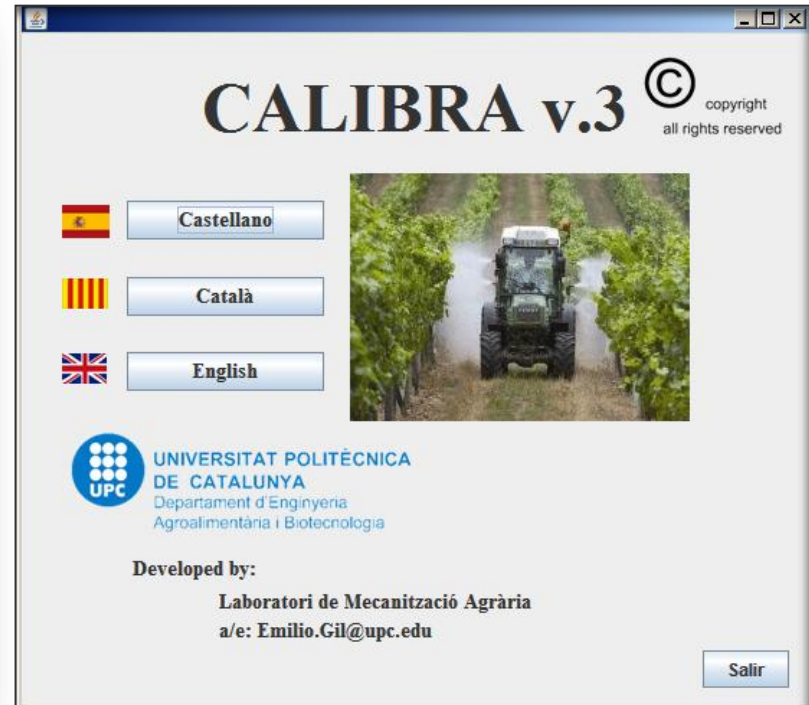 CALIBRA v.3 ©
copyright
all rights reserved
Castellano
Català
English
UPC
UNIVERSITAT POLITÈCNICA
DE CATALUNYA
Departament d'Enginyeria
Agroalimentària i Biotecnologia
Developed by:
Laboratori de Mecanització Agrària
a/e: Emilio.Gil@upc.edu
Salir